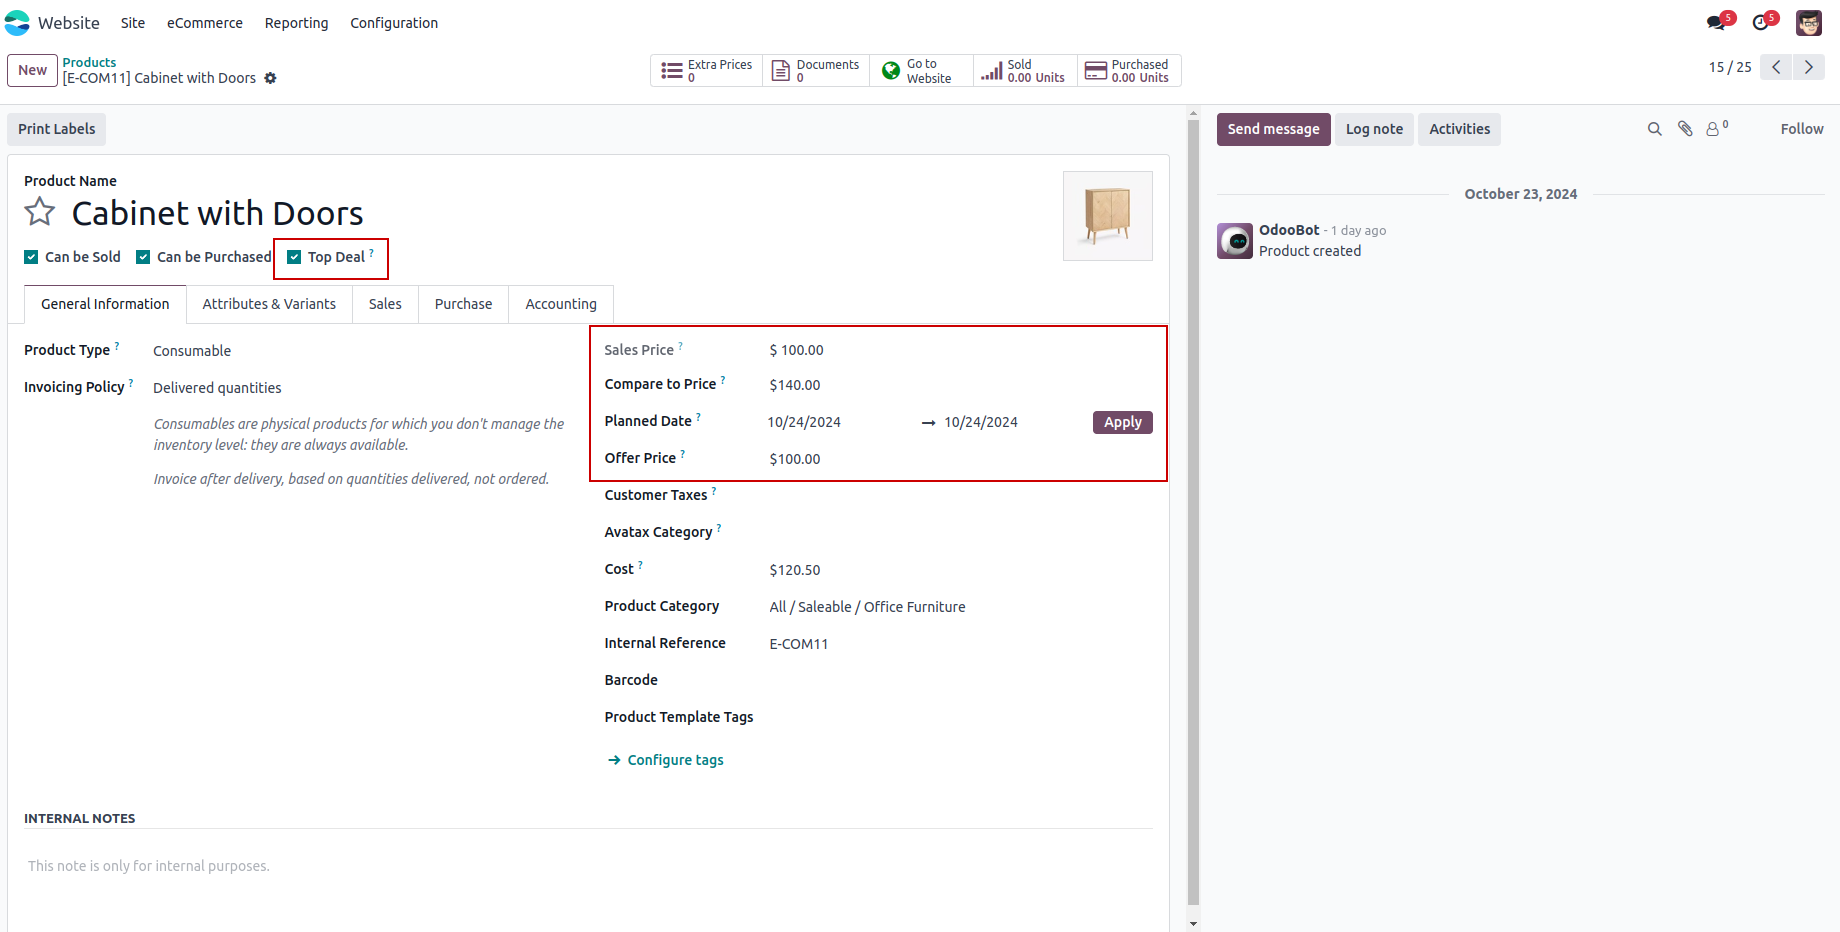 Website Site eCommerce Reporting Configuration 5 5
New Products
[E-COM11] Cabinet with Doors
Extra Prices 0 Documents 0 Go to Website Sold 0.00 Units Purchased 0.00 Units
15 / 25
Print Labels
Send message Log note Activities 0 Follow
Product Name
Cabinet with Doors
Can be Sold Can be Purchased Top Deal ?
General Information Attributes & Variants Sales Purchase Accounting
Product Type ? Consumable
Invoicing Policy ? Delivered quantities
Consumables are physical products for which you don't manage the
inventory level: they are always available.
Invoice after delivery, based on quantities delivered, not ordered.
Sales Price ? $ 100.00
Compare to Price ? $140.00
Planned Date ? 10/24/2024 → 10/24/2024 Apply
Offer Price ? $100.00
Customer Taxes ?
Avatax Category ?
Cost ? $120.50
Product Category All / Saleable / Office Furniture
Internal Reference E-COM11
Barcode
Product Template Tags
→ Configure tags
INTERNAL NOTES
This note is only for internal purposes.
October 23, 2024
OdooBot - 1 day ago
Product created